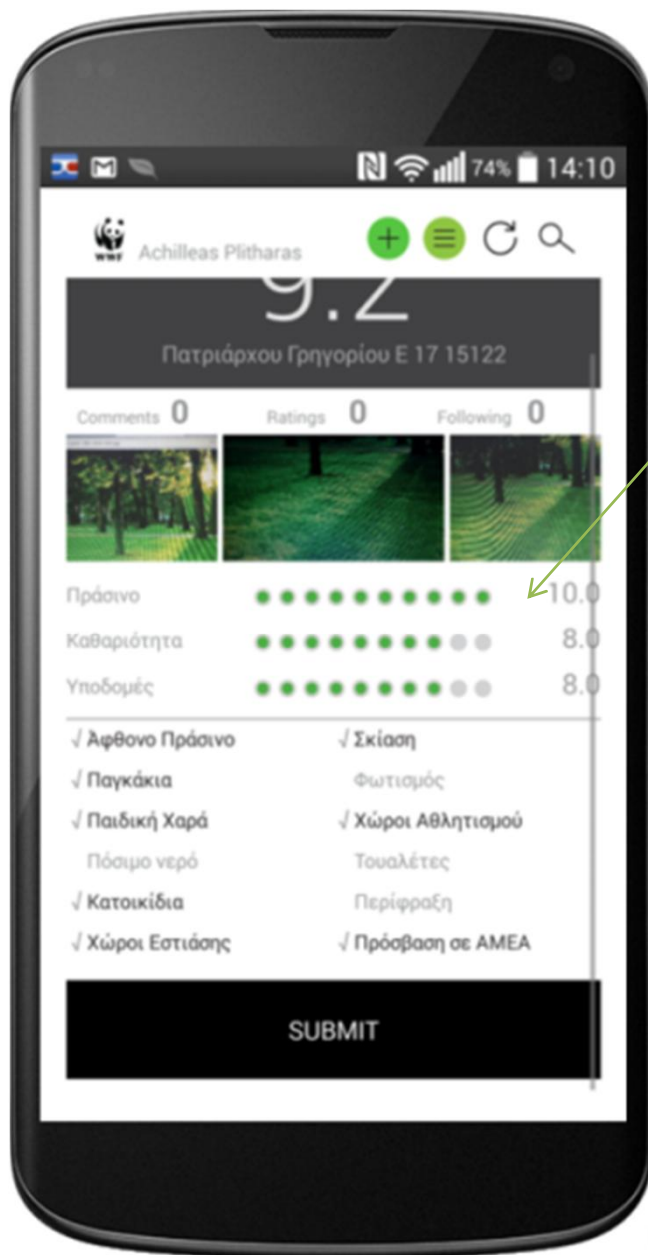 74% 14:10
WWF Achilleas Plitharas
9.2
Πατριάρχου Γρηγορίου Ε 17 15122
Comments 0 Ratings 0 Following 0
Πράσινο 10.0
Καθαριότητα 8.0
Υποδομές 8.0
√ Άφθονο Πράσινο √ Σκίαση
√ Παγκάκια Φωτισμός
√ Παιδική Χαρά √ Χώροι Αθλητισμού
Πόσιμο νερό Τουαλέτες
√ Κατοικίδια Περίφραξη
√ Χώροι Εστιάσης √ Πρόσβαση σε ΑΜΕΑ
SUBMIT